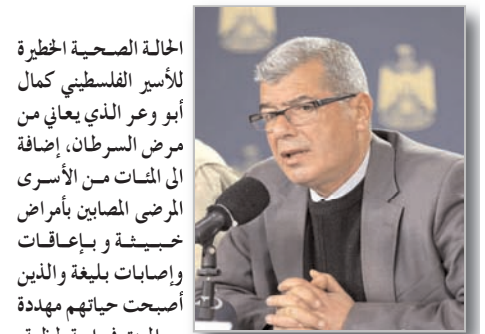 الحالة الصحية الخطيرة
للأسير الفلسطيني كمال
أبو وعر الذي يعاني من
مرض السرطان، إضافة
الى المئات من الأسرى
المرضى المصابين بأمراض
خبيثة و بإعاقات
وإصابات بليغة والذين
أصبحت حياتهم مهددة